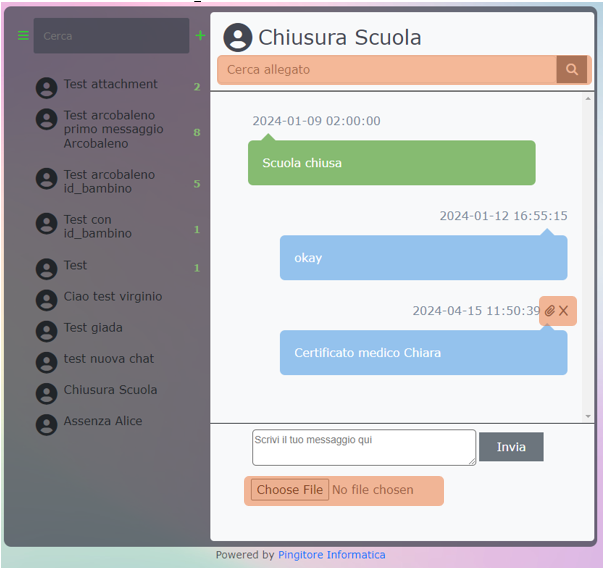 Cerca
+
Test attachment 2
Test arcobaleno
primo messaggio
Arcobaleno 8
Test arcobaleno
id_bambino 5
Test con
id_bambino 1
Test 1
Ciao test virginio
Test giada
test nuova chat
Chiusura Scuola
Assenza Alice
Chiusura Scuola
Cerca allegato
2024-01-09 02:00:00
Scuola chiusa
2024-01-12 16:55:15
okay
2024-04-15 11:50:39
Certificato medico Chiara
Scrivi il tuo messaggio qui
Invia
Choose File No file chosen
Powered by Pingitore Informatica